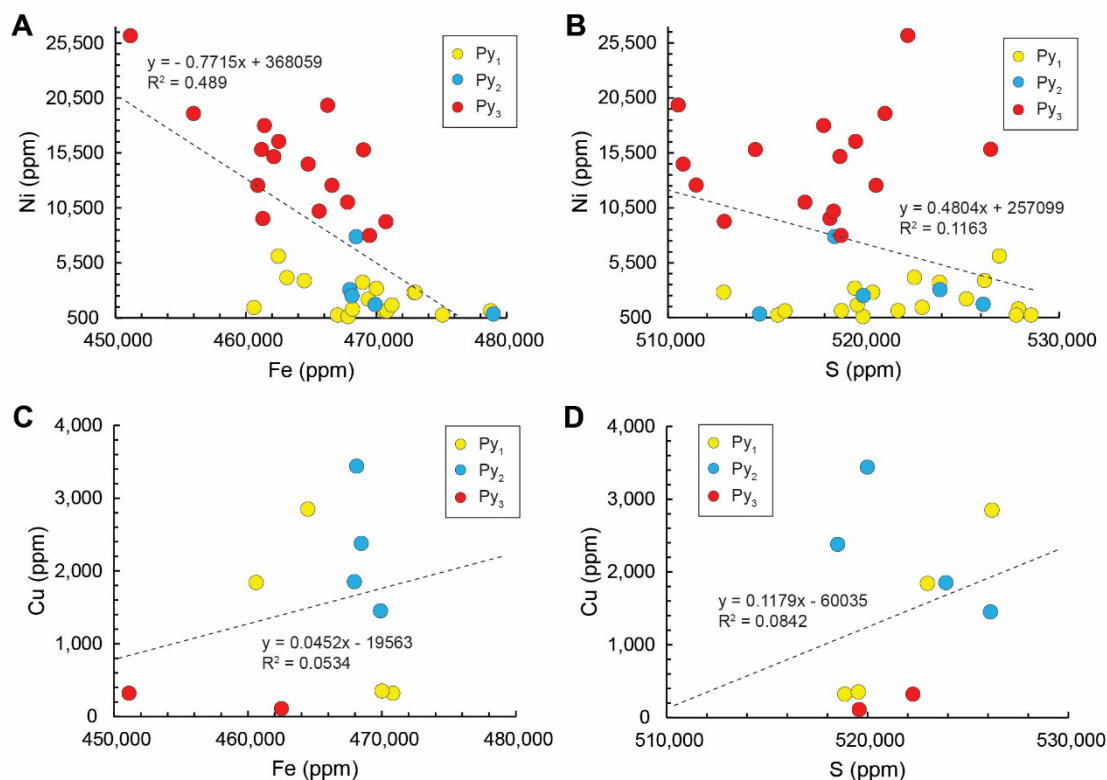 A
Ni (ppm)
25,500
20,500
15,500
10,500
5,500
500
y = - 0.7715x + 368059
R² = 0.489
Py₁
Py₂
Py₃
450,000
460,000
470,000
480,000
Fe (ppm)
B
Ni (ppm)
25,500
20,500
15,500
10,500
5,500
500
Py₁
Py₂
Py₃
y = 0.4804x + 257099
R² = 0.1163
510,000
520,000
530,000
S (ppm)
C
Cu (ppm)
4,000
3,000
2,000
1,000
0
Py₁
Py₂
Py₃
y = 0.0452x - 19563
R² = 0.0534
450,000
460,000
470,000
480,000
Fe (ppm)
D
Cu (ppm)
4,000
3,000
2,000
1,000
0
Py₁
Py₂
Py₃
y = 0.1179x - 60035
R² = 0.0842
510,000
520,000
530,000
S (ppm)